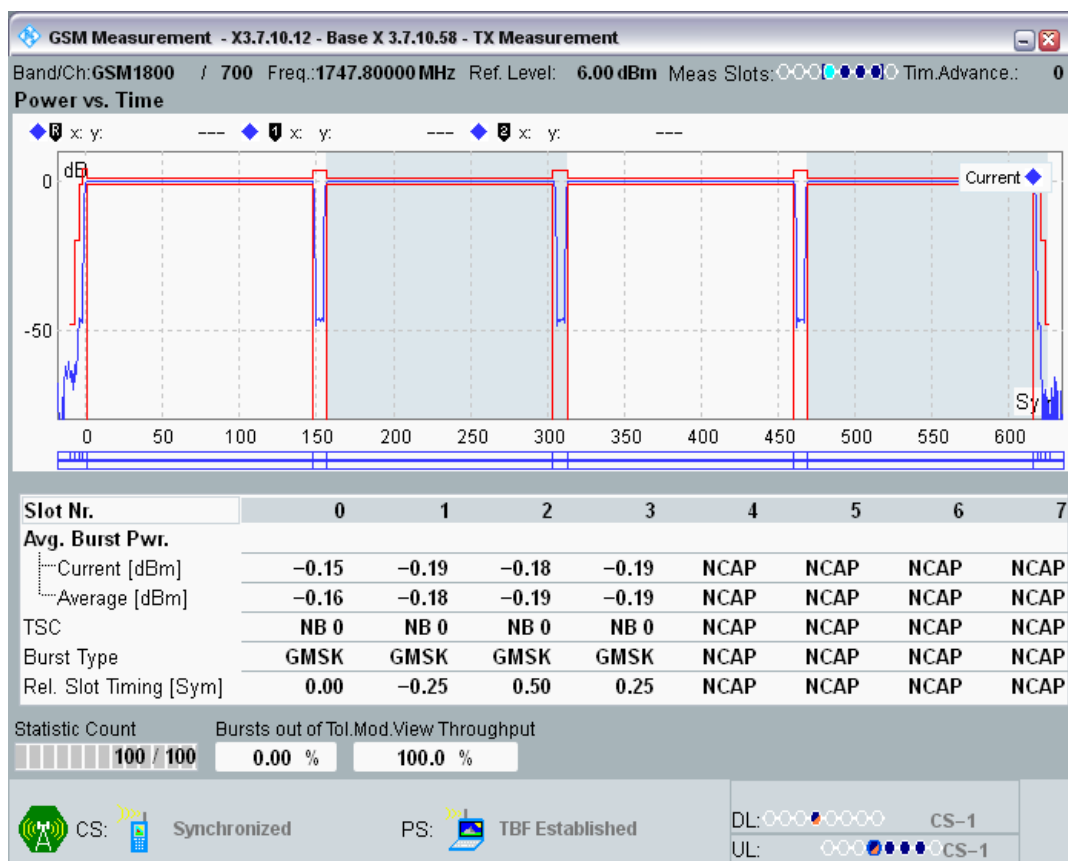 GSM Measurement - X3.7.10.12 - Base X 3.7.10.58 - TX Measurement
Band/Ch:GSM1800 / 700 Freq.:1747.80000 MHz Ref. Level: 6.00 dBm Meas Slots: Tim.Advance.: 0
Power vs. Time
R x: y: --- 1 x: y: --- 2 x: y: ---
dB
Current
0
-50
Sy
0 50 100 150 200 250 300 350 400 450 500 550 600
Slot Nr. 0 1 2 3 4 5 6 7
Avg. Burst Pwr.
Current [dBm] −0.15 −0.19 −0.18 −0.19 NCAP NCAP NCAP NCAP
Average [dBm] −0.16 −0.18 −0.19 −0.19 NCAP NCAP NCAP NCAP
TSC NB 0 NB 0 NB 0 NB 0 NCAP NCAP NCAP NCAP
Burst Type GMSK GMSK GMSK GMSK NCAP NCAP NCAP NCAP
Rel. Slot Timing [Sym] 0.00 −0.25 0.50 0.25 NCAP NCAP NCAP NCAP
Statistic Count Bursts out of Tol.Mod.View Throughput
100 / 100 0.00 % 100.0 %
CS: Synchronized PS: TBF Established
DL: CS−1
UL: CS−1